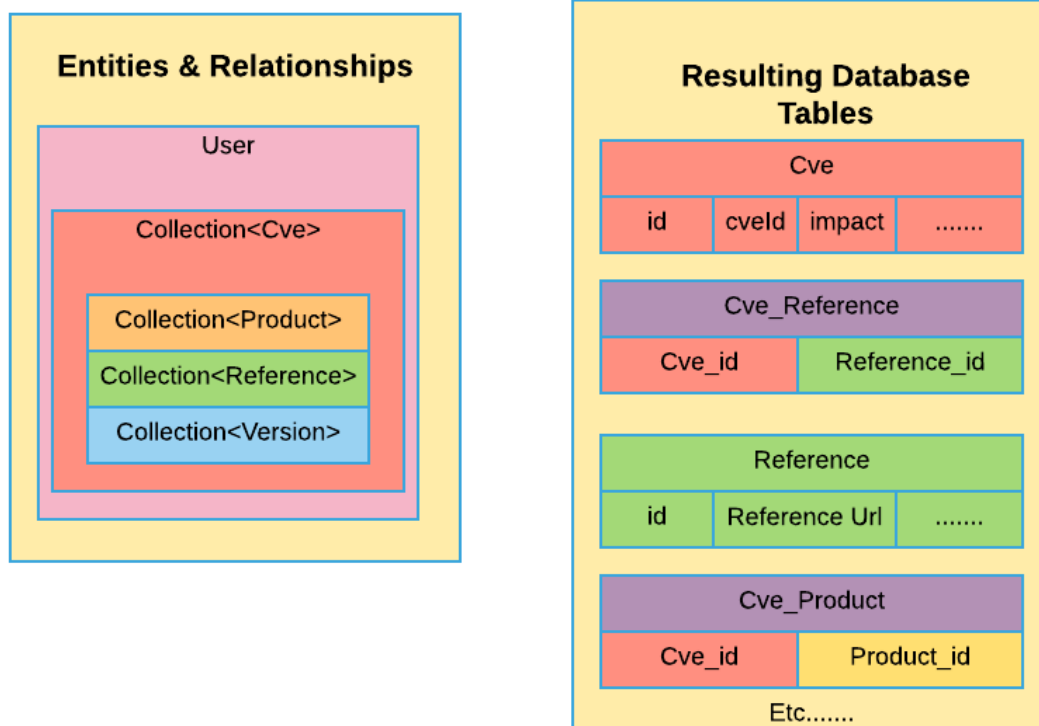 Entities & Relationships
User
Collection<Cve>
Collection<Product>
Collection<Reference>
Collection<Version>
Resulting Database
Tables
Cve
id cveId impact .......
Cve_Reference
Cve_id Reference_id
Reference
id Reference Url .......
Cve_Product
Cve_id Product_id
Etc.......